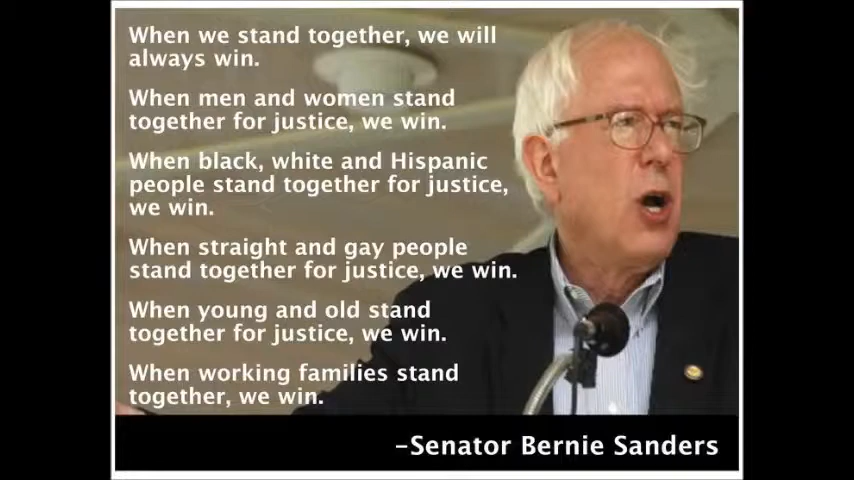 When we stand together, we will
always win.
When men and women stand
together for justice, we win.
When black, white and Hispanic
people stand together for justice,
we win.
When straight and gay people
stand together for justice, we win.
When young and old stand
together for justice, we win.
When working families stand
together, we win.
–Senator Bernie Sanders